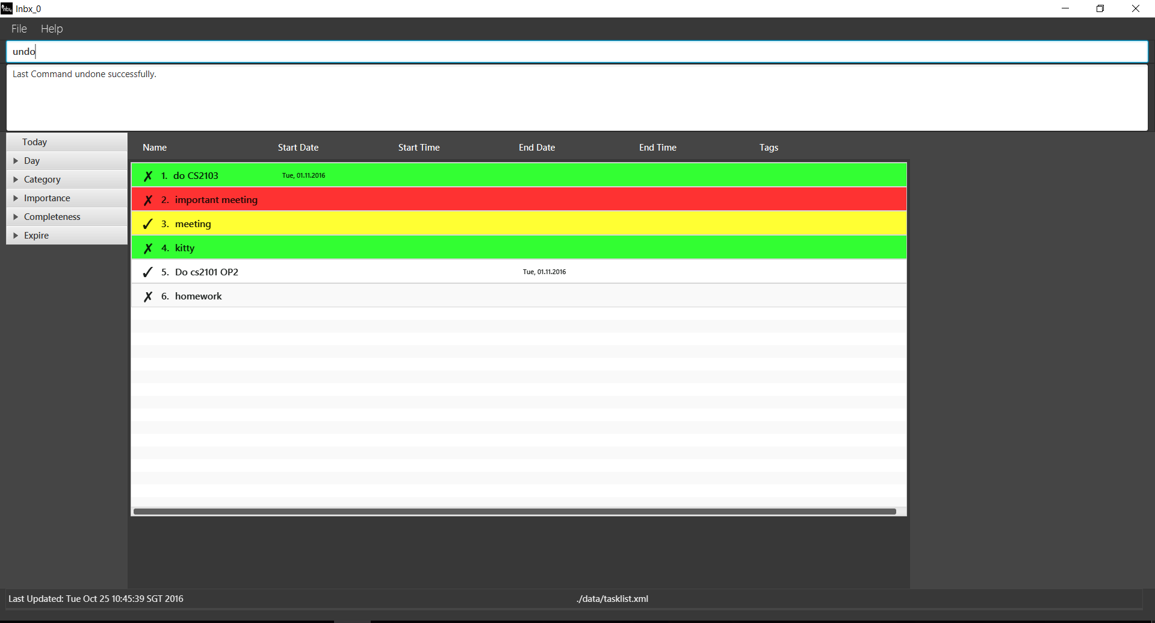 Inbx_0
File Help
undo
Last Command undone successfully.
Today
Day
Category
Importance
Completeness
Expire
Name Start Date Start Time End Date End Time Tags
✗ 1. do CS2103 Tue, 01.11.2016
✗ 2. important meeting
✓ 3. meeting
✗ 4. kitty
✓ 5. Do cs2101 OP2 Tue, 01.11.2016
✗ 6. homework
Last Updated: Tue Oct 25 10:45:39 SGT 2016 ./data/tasklist.xml